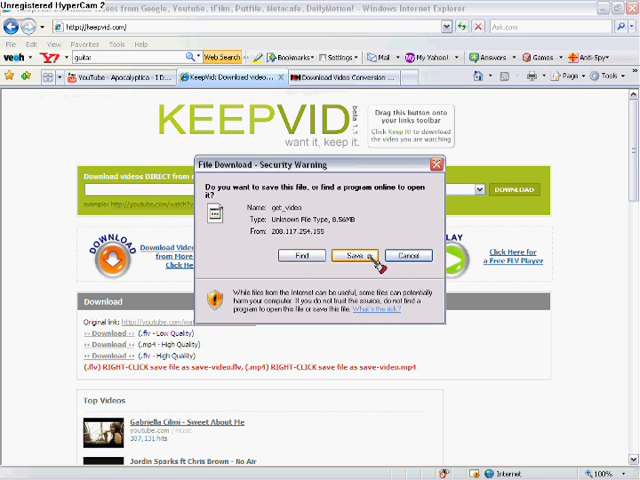 Unregistered HyperCam 2
Videos from Google, Youtube, iFilm, Putfile, Metacafe, DailyMotion! - Windows Internet Explorer
http://keepvid.com/
Ask.com
File Edit View Favorites Tools Help
veoh Y! guitar Web Search Bookmarks Settings Mail My Yahoo! Answers Games Anti-Spy
YouTube - Apocalyptica - I D... KeepVid: Download video... Download Video Conversion ...
Page Tools
KEEPVID beta 1.1
want it, keep it.
Drag this button onto
your links toolbar
Click Keep It! to download
the video you are watching
Download videos DIRECT from
DOWNLOAD
examples: http://youtube.com/watch?v
File Download - Security Warning
Do you want to save this file, or find a program online to open
it?
Name: get_video
Type: Unknown File Type, 8.56MB
From: 208.117.254.155
Find Save Cancel
While files from the Internet can be useful, some files can potentially
harm your computer. If you do not trust the source, do not find a
program to open this file or save this file. What's the risk?
DOWNLOAD
Download Vide
from More
Click He
Click Here for
a Free FLV Player
Download
Original link: http://youtube.com/wa
>> Download << (.flv - Low Quality)
>> Download << (.mp4 - High Quality)
>> Download << (.flv - High Quality)
(.flv) RIGHT-CLICK save file as save-video.flv, (.mp4) RIGHT-CLICK save file as save-video.mp4
Top Videos
Gabriella Cilmi - Sweet About Me
youtube.com / music
307,131 hits
Jordin Sparks ft Chris Brown - No Air
Internet 100%